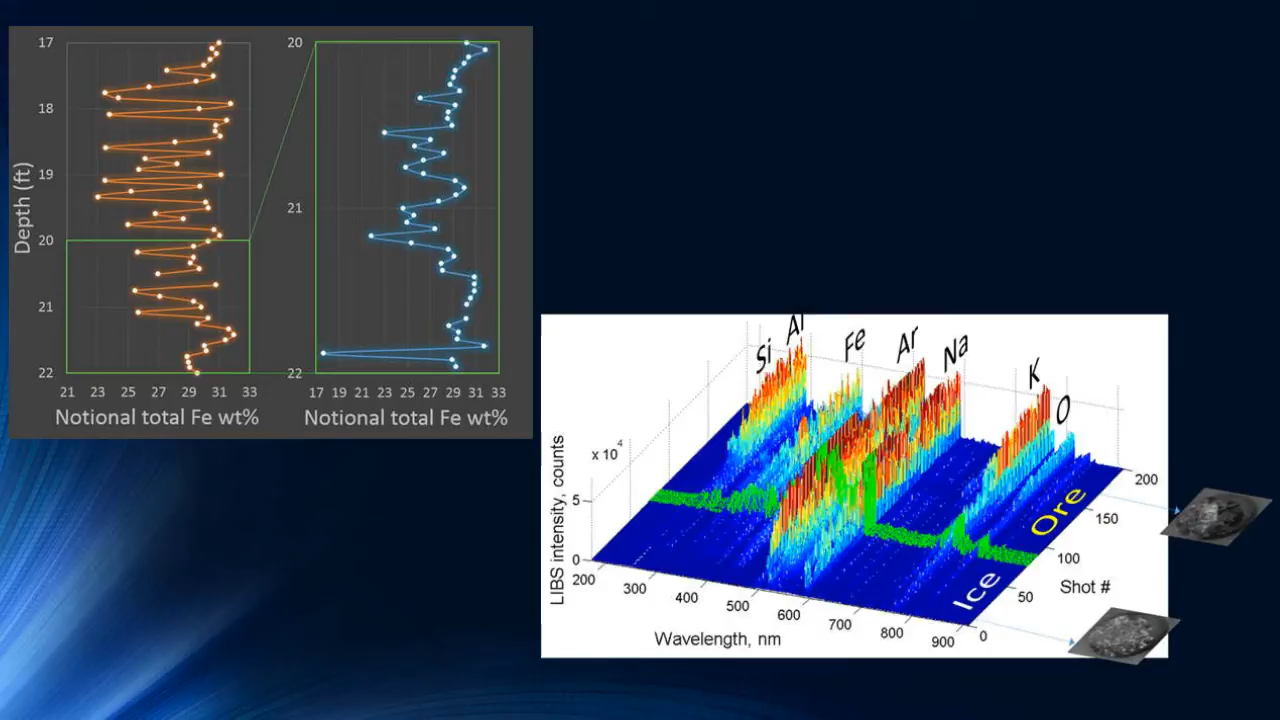 17
18
19
20
21
22
Depth (ft)
21 23 25 27 29 31 33
Notional total Fe wt%
20
21
22
17 19 21 23 25 27 29 31 33
Notional total Fe wt%
Si Al Fe Ar Na K O
x 10 4
5
0
LIBS intensity, counts
200 300 400 500 600 700 800 900
Wavelength, nm
200
150
100
50
0
Shot #
Ore
Ice